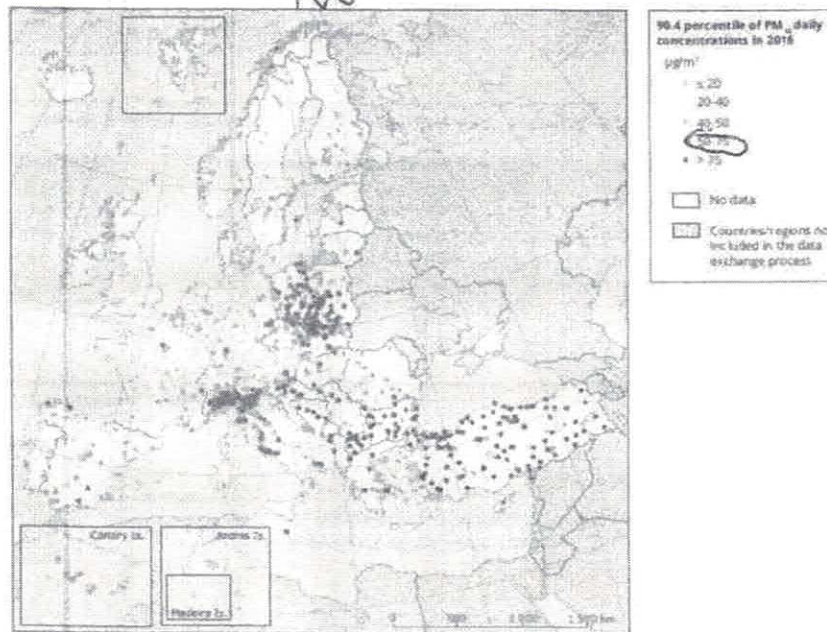 90.4 percentile of PM₁₀ daily
concentrations in 2016
µg/m³
≤ 20
20-40
40-50
50-75
> 75
No data
Countries/regions no
included in the data
exchange process
Canary Is.
Azores Is.
Madeira Is.
0 500 1 000 1 500 km